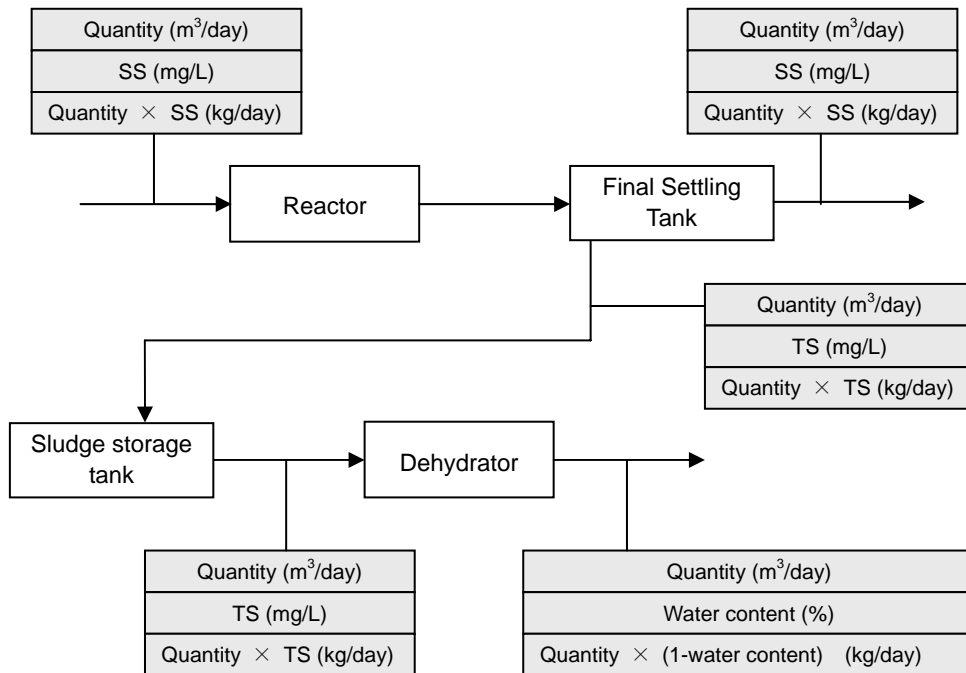 Quantity (m³/day)
SS (mg/L)
Quantity × SS (kg/day)
Quantity (m³/day)
SS (mg/L)
Quantity × SS (kg/day)
Reactor
Final Settling
Tank
Quantity (m³/day)
TS (mg/L)
Quantity × TS (kg/day)
Sludge storage
tank
Dehydrator
Quantity (m³/day)
TS (mg/L)
Quantity × TS (kg/day)
Quantity (m³/day)
Water content (%)
Quantity × (1-water content) (kg/day)